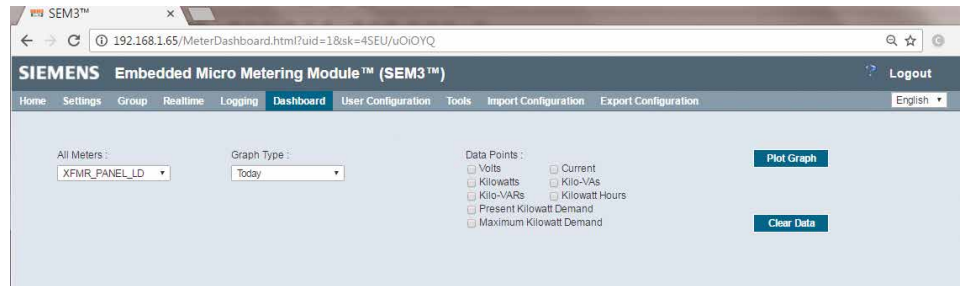 SEM3™
192.168.1.65/MeterDashboard.html?uid=1&sk=4SEU/uOiOYQ
SIEMENS Embedded Micro Metering Module™ (SEM3™)
? Logout
Home Settings Group Realtime Logging Dashboard User Configuration Tools Import Configuration Export Configuration English
All Meters : Graph Type : Data Points :
XFMR_PANEL_LD Today Volts Current Plot Graph
Kilowatts Kilo-VAs
Kilo-VARs Kilowatt Hours
Present Kilowatt Demand
Maximum Kilowatt Demand Clear Data